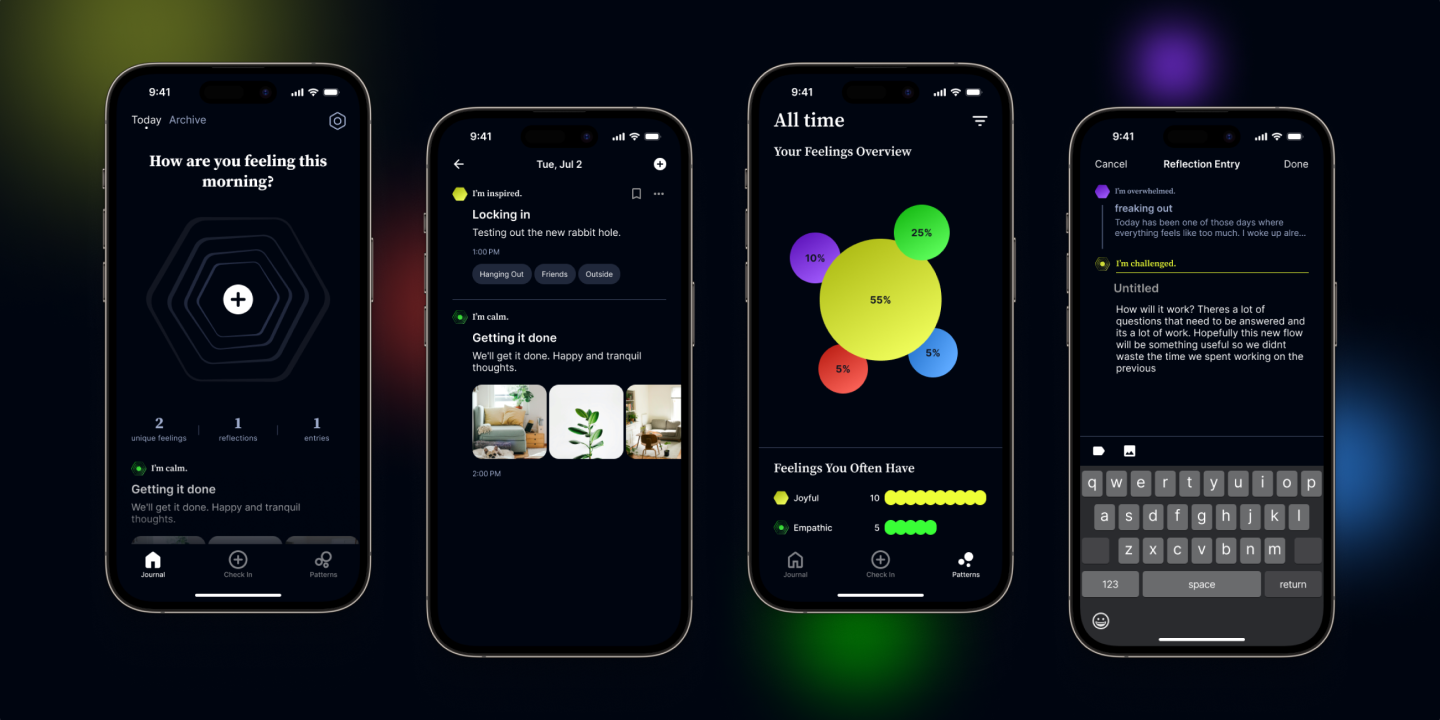 9:41
Today Archive
How are you feeling this
morning?
2 1 1
unique feelings reflections entries
I'm calm.
Getting it done
We'll get it done. Happy and tranquil
thoughts.
Journal Check In Patterns
9:41
Tue, Jul 2
I'm inspired.
Locking in
Testing out the new rabbit hole.
1:00 PM
Hanging Out Friends Outside
I'm calm.
Getting it done
We'll get it done. Happy and tranquil
thoughts.
2:00 PM
9:41
All time
Your Feelings Overview
25%
10%
55%
5%
5%
Feelings You Often Have
Joyful 10
Empathic 5
Journal Check In Patterns
9:41
Cancel Reflection Entry Done
I'm overwhelmed.
freaking out
Today has been one of those days where
everything feels like too much. I woke up alre...
I'm challenged.
Untitled
How will it work? Theres a lot of
questions that need to be answered and
its a lot of work. Hopefully this new flow
will be something useful so we didnt
waste the time we spent working on the
previous
q w e r t y u i o p
a s d f g h j k l
z x c v b n m
123 space return